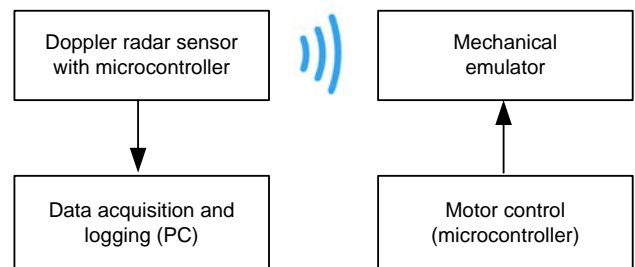 Doppler radar sensor
with microcontroller
Mechanical
emulator
Data acquisition and
logging (PC)
Motor control
(microcontroller)